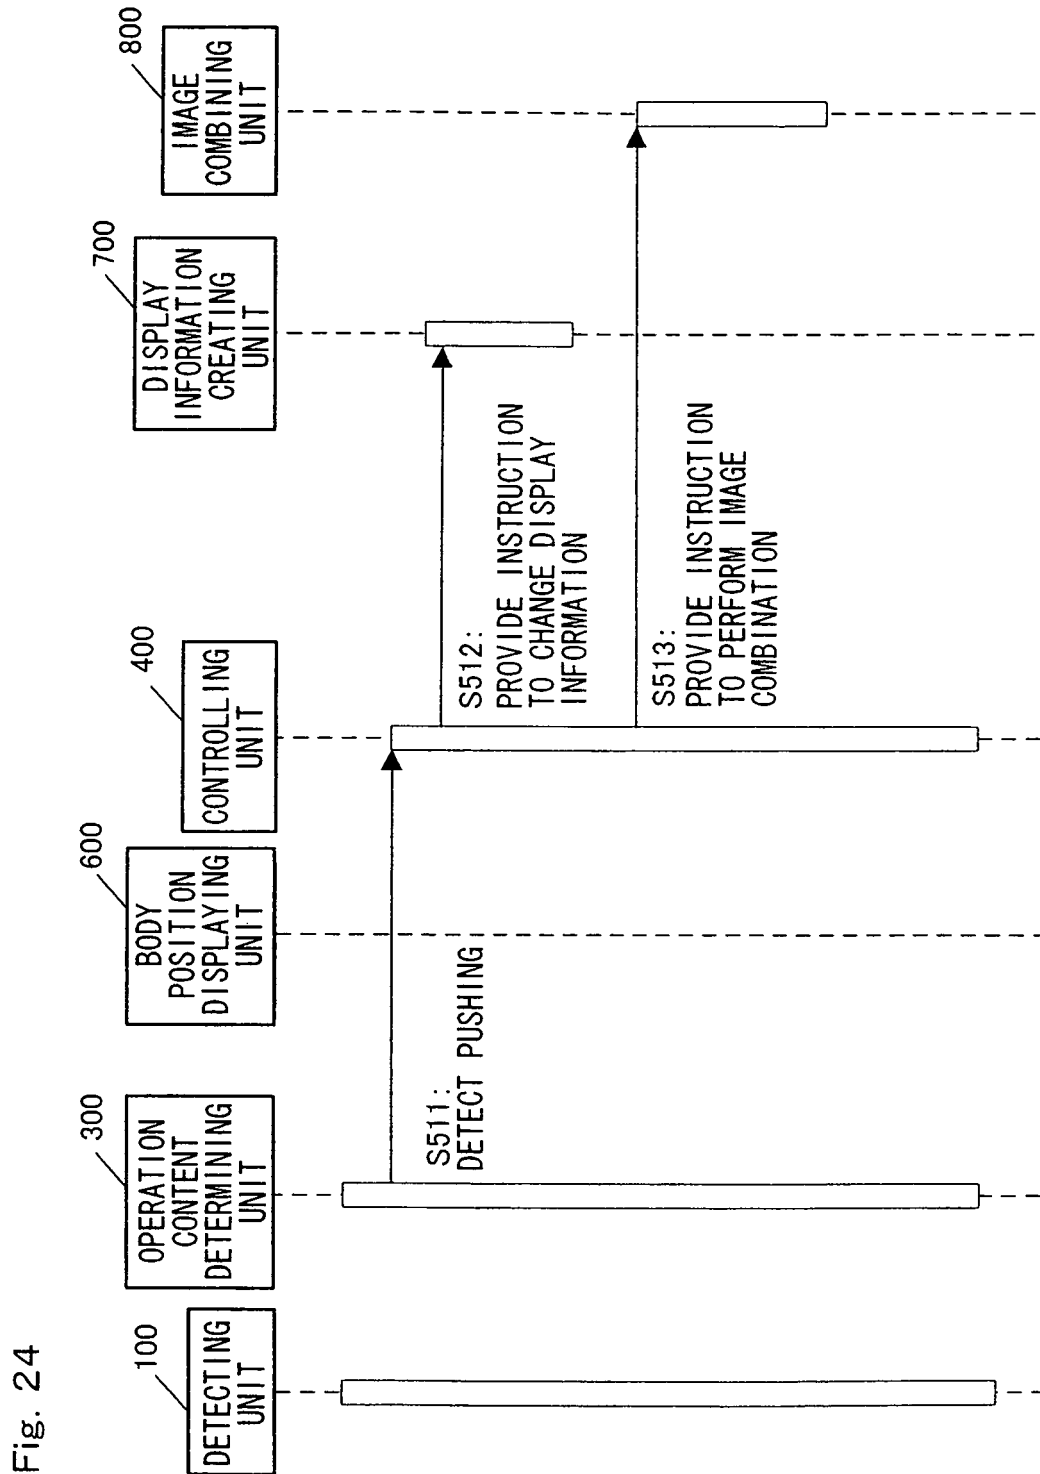 Fig. 24
100
DETECTING
UNIT
300
OPERATION
CONTENT
DETERMINING
UNIT
600
BODY
POSITION
DISPLAYING
UNIT
400
CONTROLLING
UNIT
700
DISPLAY
INFORMATION
CREATING
UNIT
800
IMAGE
COMBINING
UNIT
S511:
DETECT PUSHING
S512:
PROVIDE INSTRUCTION
TO CHANGE DISPLAY
INFORMATION
S513:
PROVIDE INSTRUCTION
TO PERFORM IMAGE
COMBINATION